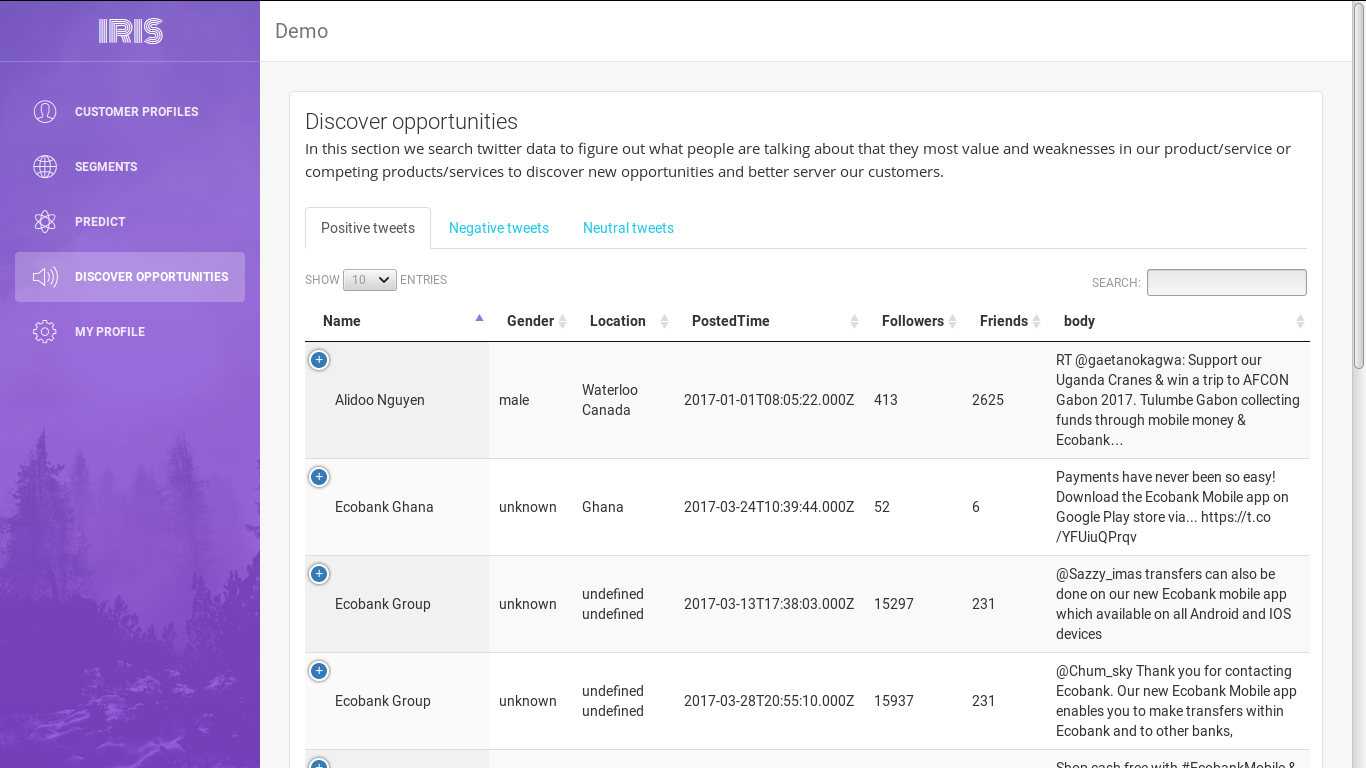 IRIS
Demo
CUSTOMER PROFILES
SEGMENTS
PREDICT
DISCOVER OPPORTUNITIES
MY PROFILE
Discover opportunities
In this section we search twitter data to figure out what people are talking about that they most value and weaknesses in our product/service or
competing products/services to discover new opportunities and better server our customers.
Positive tweets Negative tweets Neutral tweets
SHOW 10 ENTRIES SEARCH:
Name Gender Location PostedTime Followers Friends body
Alidoo Nguyen male Waterloo Canada 2017-01-01T08:05:22.000Z 413 2625
RT @gaetanokagwa: Support our
Uganda Cranes & win a trip to AFCON
Gabon 2017. Tulumbe Gabon collecting
funds through mobile money &
Ecobank…
Ecobank Ghana unknown Ghana 2017-03-24T10:39:44.000Z 52 6
Payments have never been so easy!
Download the Ecobank Mobile app on
Google Play store via... https://t.co
/YFUiuQPrqv
Ecobank Group unknown undefined undefined 2017-03-13T17:38:03.000Z 15297 231
@Sazzy_imas transfers can also be
done on our new Ecobank mobile app
which available on all Android and IOS
devices
Ecobank Group unknown undefined undefined 2017-03-28T20:55:10.000Z 15937 231
@Chum_sky Thank you for contacting
Ecobank. Our new Ecobank Mobile app
enables you to make transfers within
Ecobank and to other banks,
Shop cash free with #EcobankMobile &